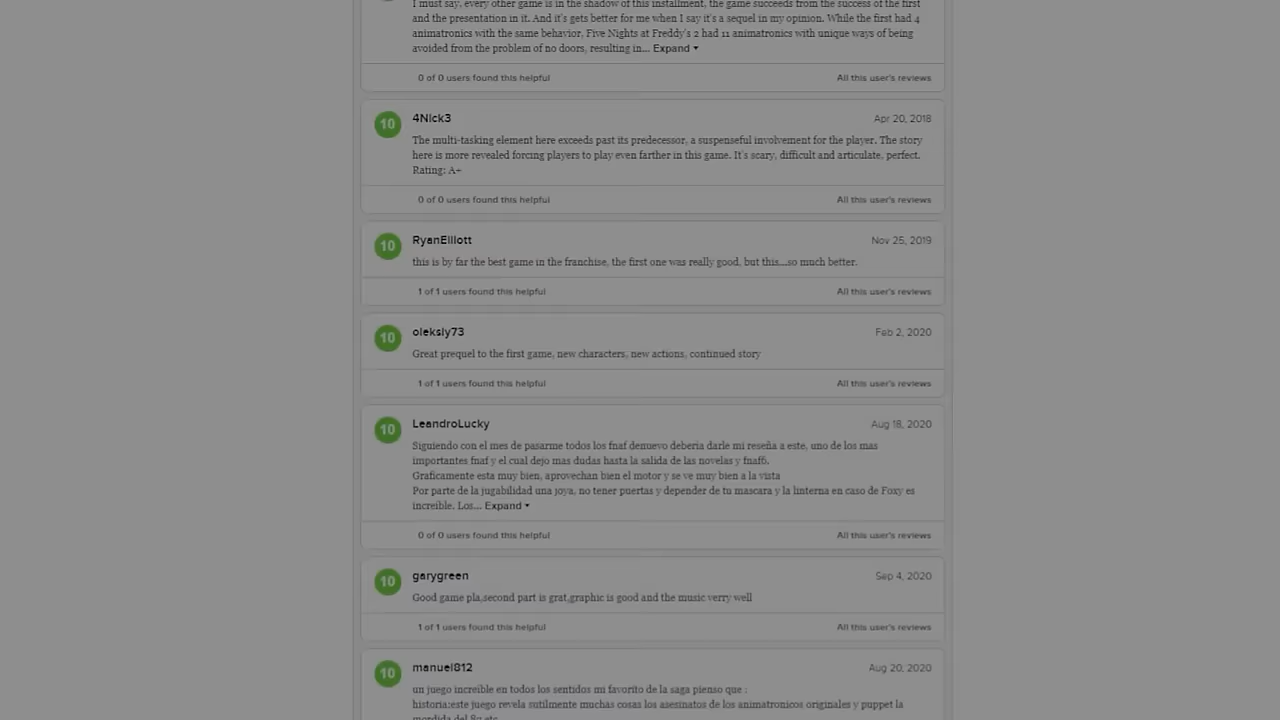 I must say, every other game is in the shadow of this installment, the game succeeds from the success of the first
and the presentation in it. And it's gets better for me when I say it's a sequel in my opinion. While the first had 4
animatronics with the same behavior, Five Nights at Freddy's 2 had 11 animatronics with unique ways of being
avoided from the problem of no doors, resulting in... Expand
0 of 0 users found this helpful All this user's reviews
10 4Nick3 Apr 20, 2018
The multi-tasking element here exceeds past its predecessor, a suspenseful involvement for the player. The story
here is more revealed forcing players to play even farther in this game. It's scary, difficult and articulate, perfect.
Rating: A+
0 of 0 users found this helpful All this user's reviews
10 RyanElliott Nov 25, 2019
this is by far the best game in the franchise, the first one was really good, but this....so much better.
1 of 1 users found this helpful All this user's reviews
10 oleksiy73 Feb 2, 2020
Great prequel to the first game, new characters, new actions, continued story
1 of 1 users found this helpful All this user's reviews
10 LeandroLucky Aug 18, 2020
Siguiendo con el mes de pasarme todos los fnaf denuevo deberia darle mi reseña a este, uno de los mas
importantes fnaf y el cual dejo mas dudas hasta la salida de las novelas y fnaf6.
Graficamente esta muy bien, aprovechan bien el motor y se ve muy bien a la vista
Por parte de la jugabilidad una joya, no tener puertas y depender de tu mascara y la linterna en caso de Foxy es
increible. Los... Expand
0 of 0 users found this helpful All this user's reviews
10 garygreen Sep 4, 2020
Good game pla,second part is grat,graphic is good and the music verry well
1 of 1 users found this helpful All this user's reviews
10 manuel812 Aug 20, 2020
un juego increible en todos los sentidos mi favorito de la saga pienso que :
historia:este juego revela sutilmente muchas cosas los asesinatos de los animatronicos originales y puppet la
mordida del 87 etc